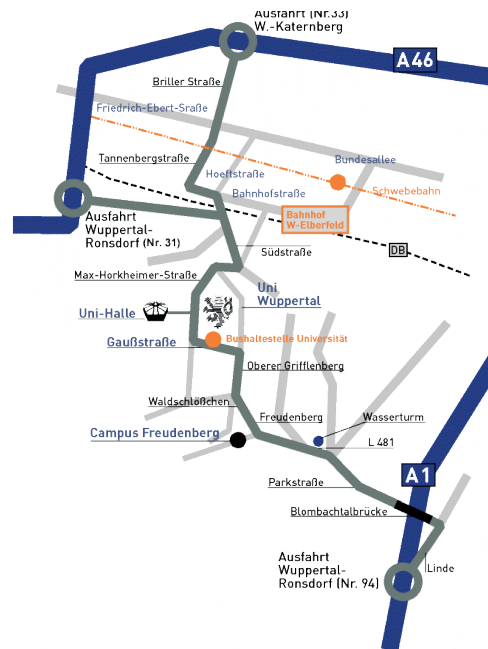 Ausfahrt (Nr.33)
W.-Katernberg
A46
Briller Straße
Friedrich-Ebert-Sraße
Tannenbergstraße
Bundesallee
Hoeftstraße
Schwebebahn
Bahnhofstraße
Ausfahrt
Wuppertal-
Ronsdorf (Nr. 31)
Bahnhof
W-Elberfeld
Südstraße
DB
Max-Horkheimer-Straße
Uni
Wuppertal
Uni-Halle
Gaußstraße
Bushaltestelle Universität
Oberer Grifflenberg
Waldschlößchen
Freudenberg
Wasserturm
Campus Freudenberg
L 481
A1
Parkstraße
Blombachtalbrücke
Ausfahrt
Wuppertal-
Ronsdorf (Nr. 94)
Linde